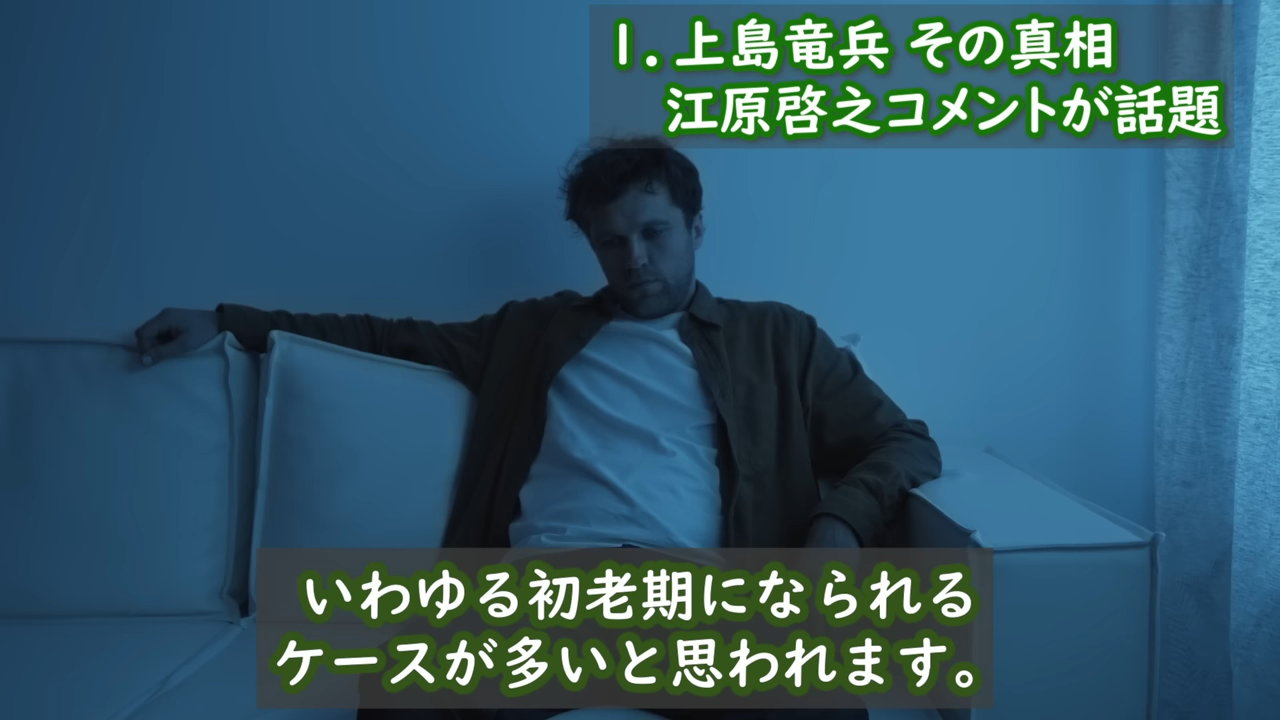 1. 上島竜兵 その真相
江原啓之コメントが話題
いわゆる初老期になられる
ケースが多いと思われます。